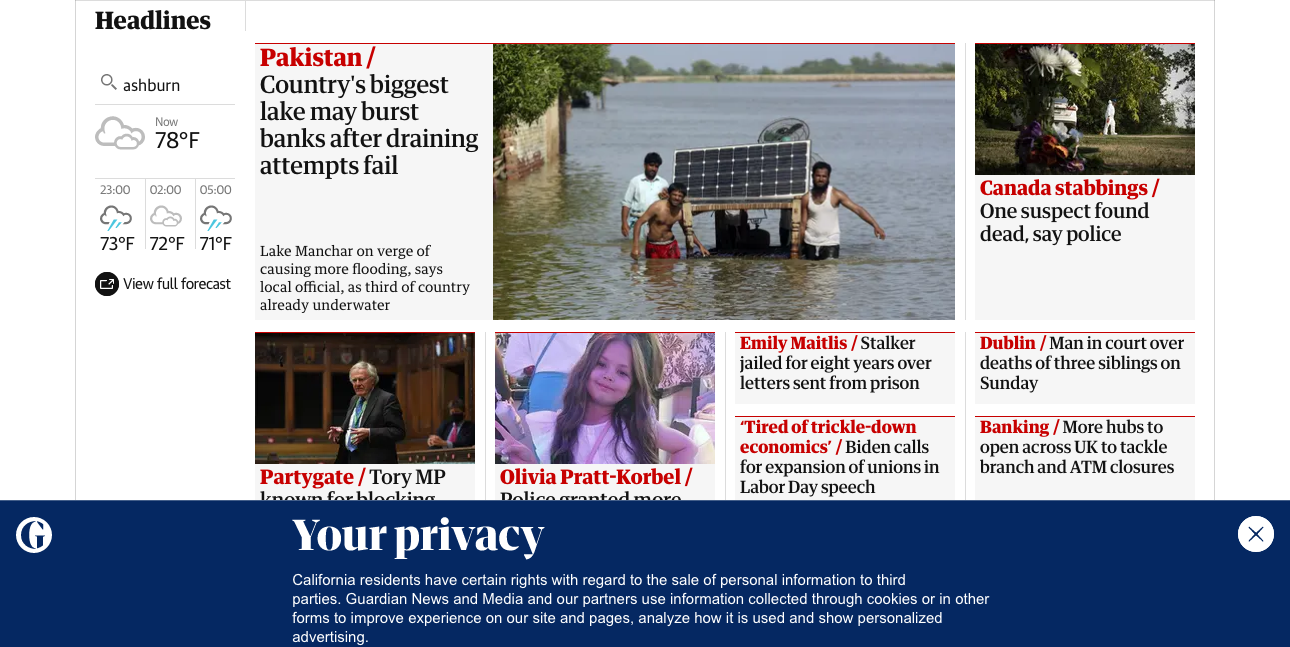 Headlines
ashburn
Now
78°F
23:00
02:00
05:00
73°F
72°F
71°F
View full forecast
Pakistan /
Country's biggest
lake may burst
banks after draining
attempts fail
Lake Manchar on verge of
causing more flooding, says
local official, as third of country
already underwater
Canada stabbings /
One suspect found
dead, say police
Partygate / Tory MP
known for blocking
Olivia Pratt-Korbel /
Police granted more
Emily Maitlis / Stalker
jailed for eight years over
letters sent from prison
‘Tired of trickle-down
economics’ / Biden calls
for expansion of unions in
Labor Day speech
Dublin / Man in court over
deaths of three siblings on
Sunday
Banking / More hubs to
open across UK to tackle
branch and ATM closures
G
Your privacy
California residents have certain rights with regard to the sale of personal information to third
parties. Guardian News and Media and our partners use information collected through cookies or in other
forms to improve experience on our site and pages, analyze how it is used and show personalized
advertising.